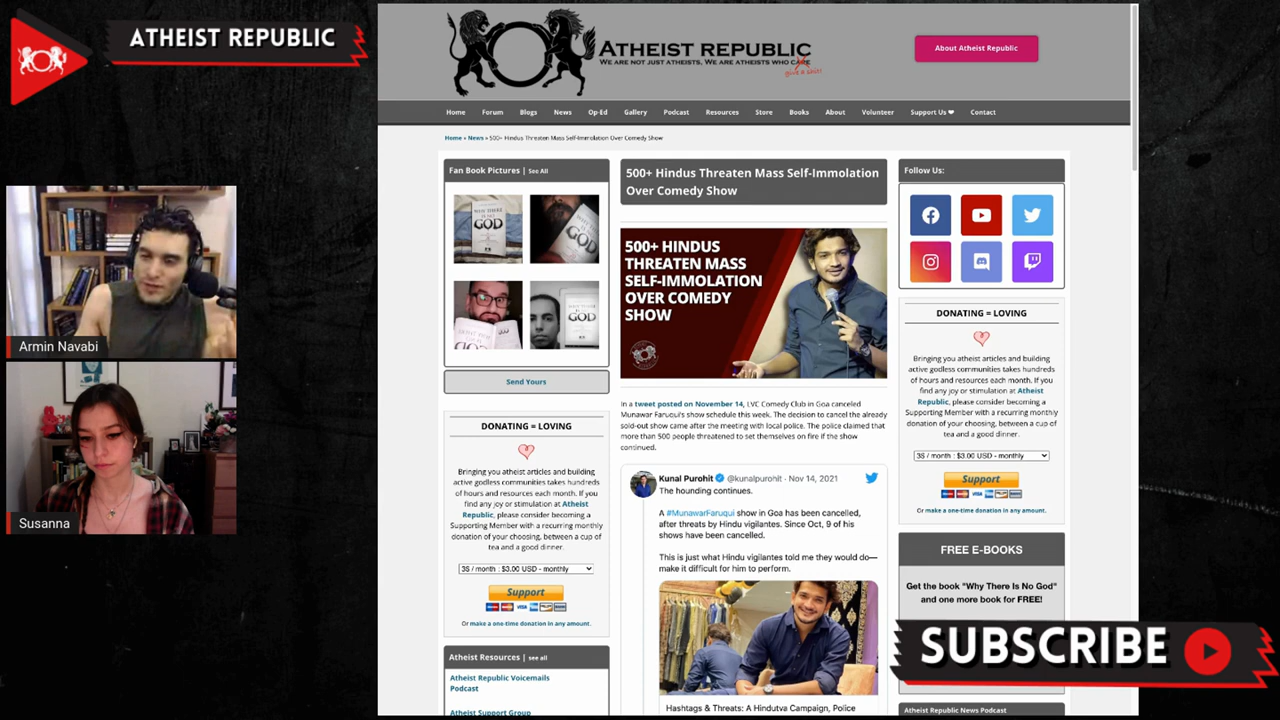 ATHEIST REPUBLIC
Armin Navabi
Susanna
ATHEIST REPUBLIC
WE ARE NOT JUST ATHEISTS, WE ARE ATHEISTS WHO CARE
give a shit!
About Atheist Republic
Home Forum Blogs News Op-Ed Gallery Podcast Resources Store Books About Volunteer Support Us ❤ Contact
Home » News » 500+ Hindus Threaten Mass Self-Immolation Over Comedy Show
Fan Book Pictures | See All
WHY THERE IS NO GOD
GOD
GOD
Send Yours
DONATING = LOVING
Bringing you atheist articles and building
active godless communities takes hundreds
of hours and resources each month. If you
find any joy or stimulation at Atheist
Republic, please consider becoming a
Supporting Member with a recurring monthly
donation of your choosing, between a cup of
tea and a good dinner.
3$ / month : $3.00 USD - monthly
Support
Or make a one-time donation in any amount.
Atheist Resources | see all
Atheist Republic Voicemails
Podcast
Atheist Support Group
500+ Hindus Threaten Mass Self-Immolation
Over Comedy Show
500+ HINDUS
THREATEN MASS
SELF-IMMOLATION
OVER COMEDY
SHOW
In a tweet posted on November 14, LVC Comedy Club in Goa canceled
Munawar Faruqui's show schedule this week. The decision to cancel the already
sold-out show came after the meeting with local police. The police claimed that
more than 500 people threatened to set themselves on fire if the show
continued.
Kunal Purohit @kunalpurohit · Nov 14, 2021
The hounding continues.
A #MunawarFaruqui show in Goa has been cancelled,
after threats by Hindu vigilantes. Since Oct, 9 of his
shows have been cancelled.
This is just what Hindu vigilantes told me they would do—
make it difficult for him to perform.
Hashtags & Threats: A Hindutva Campaign, Police
Follow Us:
DONATING = LOVING
Bringing you atheist articles and building
active godless communities takes hundreds
of hours and resources each month. If you
find any joy or stimulation at Atheist
Republic, please consider becoming a
Supporting Member with a recurring monthly
donation of your choosing, between a cup of
tea and a good dinner.
3$ / month : $3.00 USD - monthly
Support
Or make a one-time donation in any amount.
FREE E-BOOKS
Get the book "Why There Is No God"
and one more book for FREE!
SUBSCRIBE
Atheist Republic News Podcast